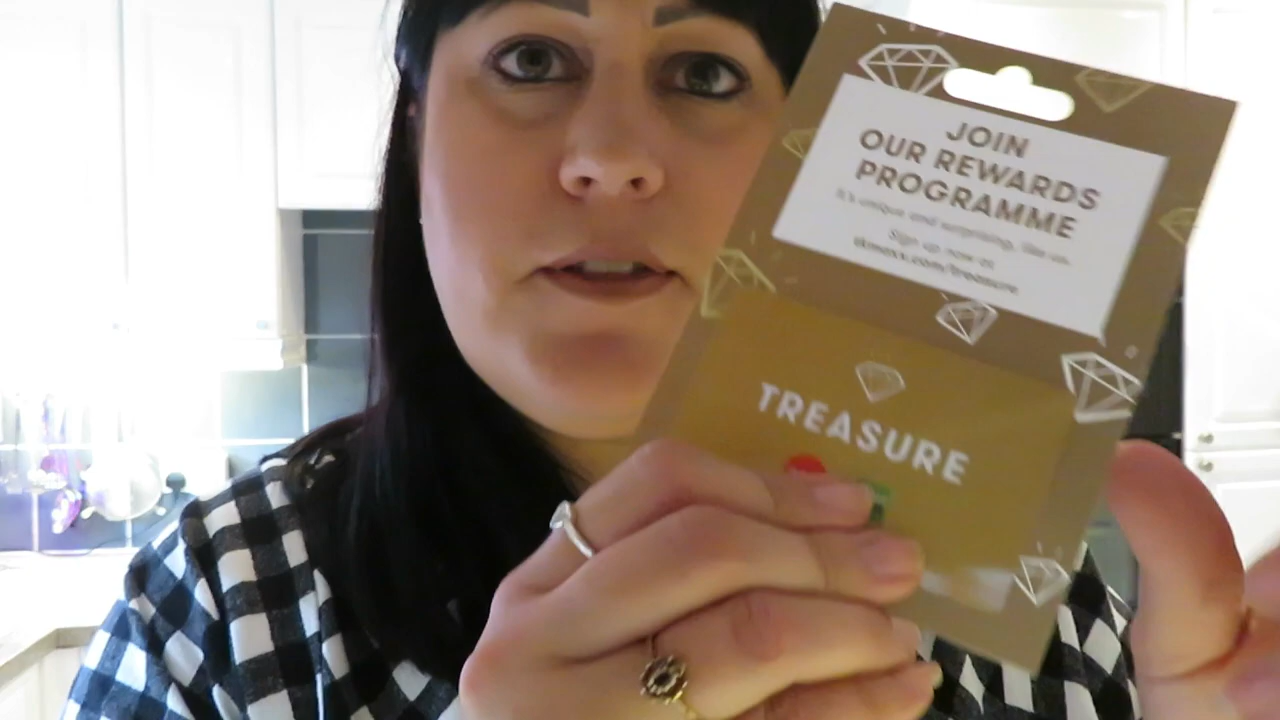 JOIN
OUR REWARDS
PROGRAMME
It's unique and surprising, like us.
Sign up now at
tkmaxx.com/treasure
TREASURE